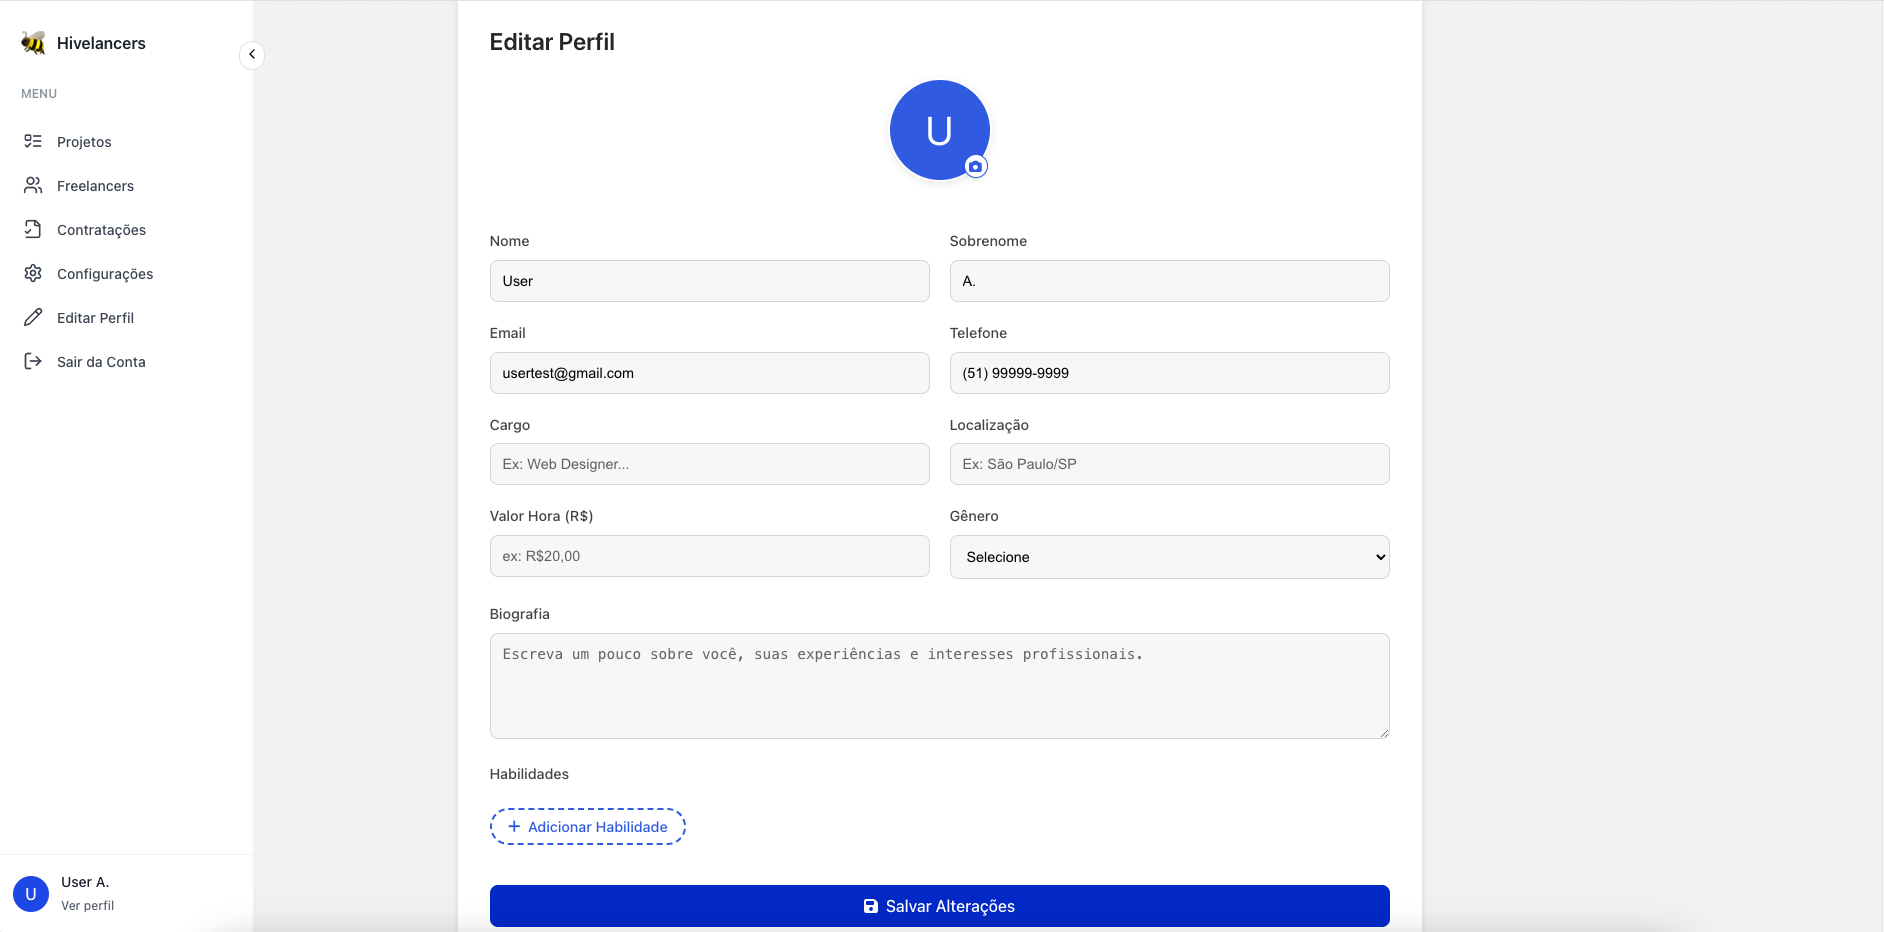 Hivelancers
MENU
Projetos
Freelancers
Contratações
Configurações
Editar Perfil
Sair da Conta
U
User A.
Ver perfil
Editar Perfil
U
Nome
User
Sobrenome
A.
Email
usertest@gmail.com
Telefone
(51) 99999-9999
Cargo
Ex: Web Designer...
Localização
Ex: São Paulo/SP
Valor Hora (R$)
ex: R$20,00
Gênero
Selecione
Biografia
Escreva um pouco sobre você, suas experiências e interesses profissionais.
Habilidades
+ Adicionar Habilidade
Salvar Alterações